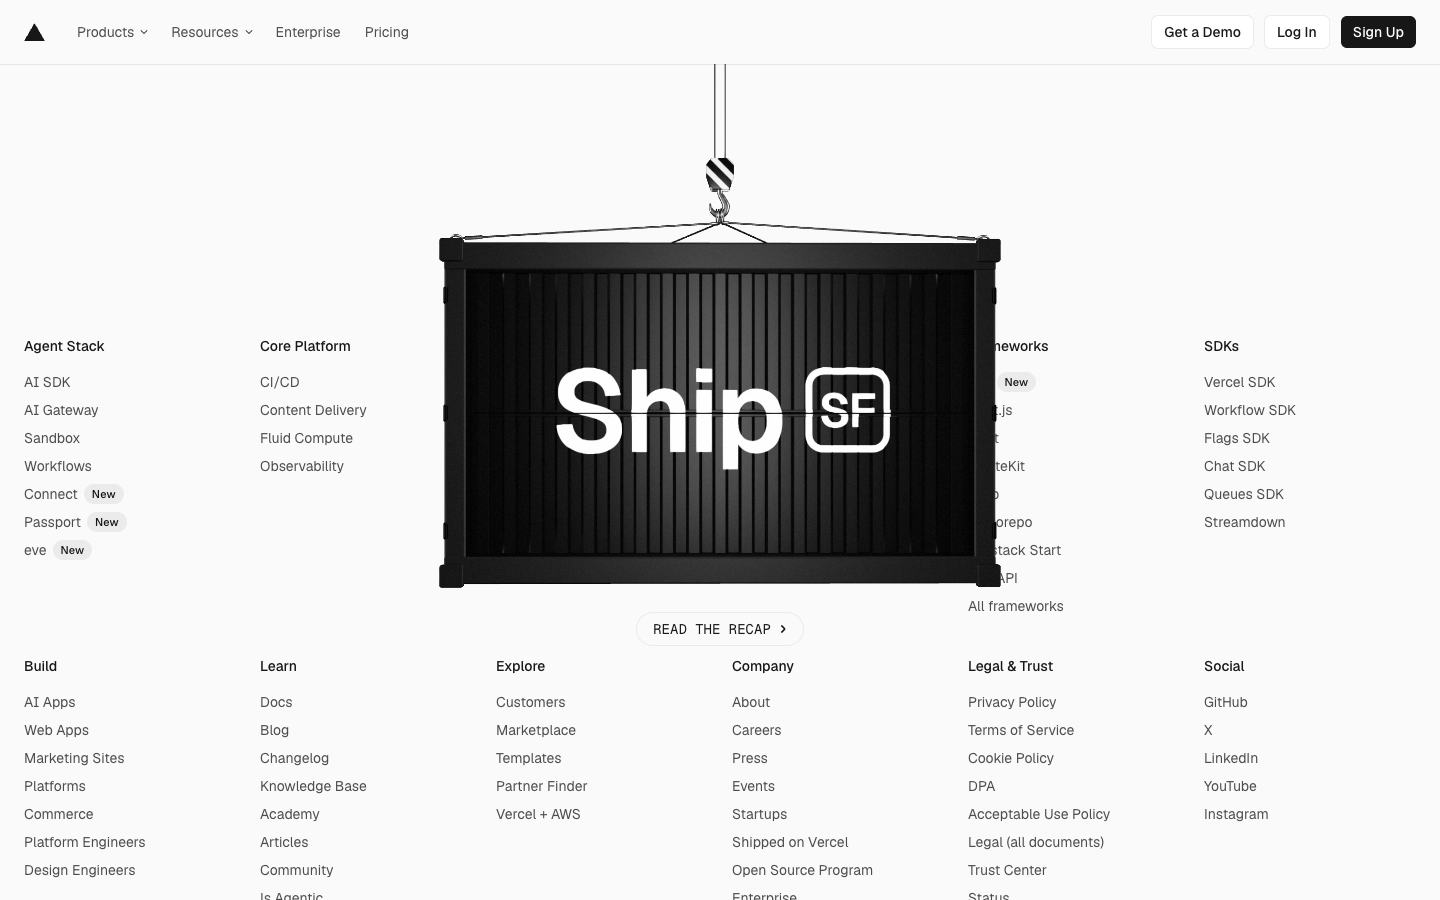 Products
Resources
Enterprise
Pricing
Get a Demo
Log In
Sign Up
Ship SF
Agent Stack
AI SDK
AI Gateway
Sandbox
Workflows
Connect New
Passport New
eve New
Core Platform
CI/CD
Content Delivery
Fluid Compute
Observability
New
All frameworks
SDKs
Vercel SDK
Workflow SDK
Flags SDK
Chat SDK
Queues SDK
Streamdown
READ THE RECAP
Build
AI Apps
Web Apps
Marketing Sites
Platforms
Commerce
Platform Engineers
Design Engineers
Learn
Docs
Blog
Changelog
Knowledge Base
Academy
Articles
Community
Is Agentic
Explore
Customers
Marketplace
Templates
Partner Finder
Vercel + AWS
Company
About
Careers
Press
Events
Startups
Shipped on Vercel
Open Source Program
Enterprise
Legal & Trust
Privacy Policy
Terms of Service
Cookie Policy
DPA
Acceptable Use Policy
Legal (all documents)
Trust Center
Status
Social
GitHub
X
LinkedIn
YouTube
Instagram